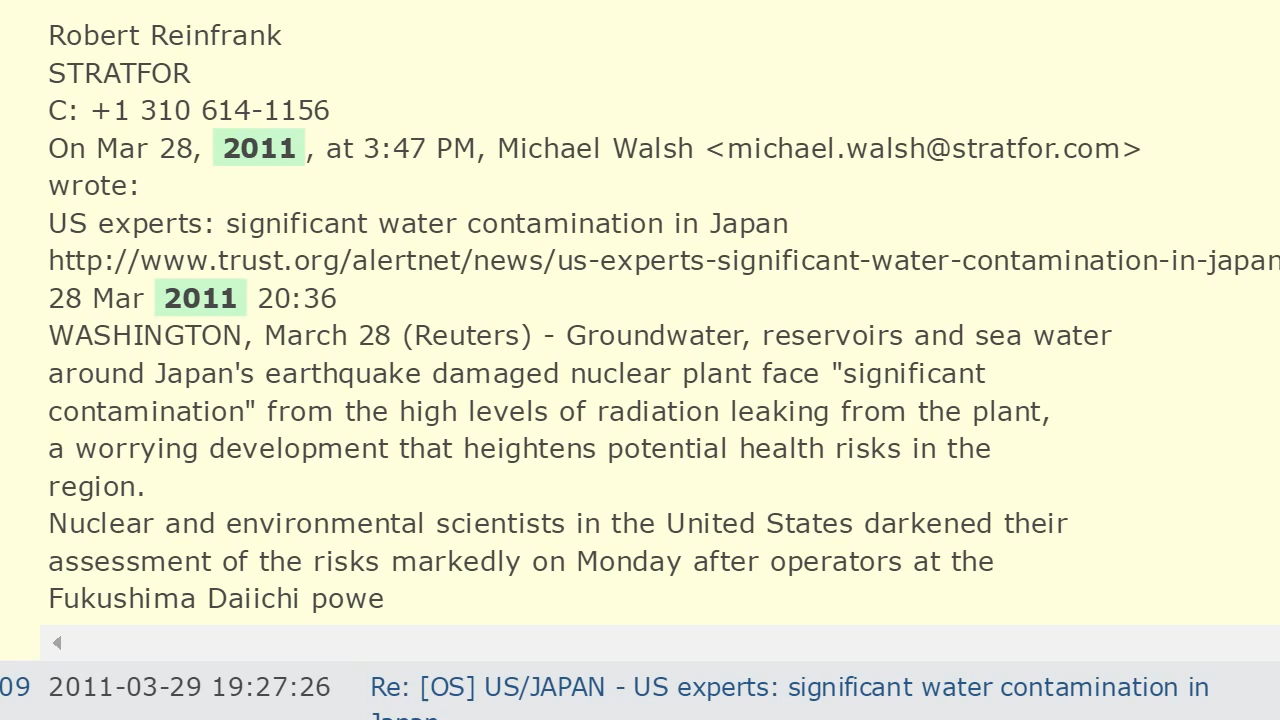 Robert Reinfrank
STRATFOR
C: +1 310 614-1156
On Mar 28, 2011, at 3:47 PM, Michael Walsh <michael.walsh@stratfor.com>
wrote:
US experts: significant water contamination in Japan
http://www.trust.org/alertnet/news/us-experts-significant-water-contamination-in-japan
28 Mar 2011 20:36
WASHINGTON, March 28 (Reuters) - Groundwater, reservoirs and sea water
around Japan's earthquake damaged nuclear plant face "significant
contamination" from the high levels of radiation leaking from the plant,
a worrying development that heightens potential health risks in the
region.
Nuclear and environmental scientists in the United States darkened their
assessment of the risks markedly on Monday after operators at the
Fukushima Daiichi powe
09 2011-03-29 19:27:26 Re: [OS] US/JAPAN - US experts: significant water contamination in
Japan